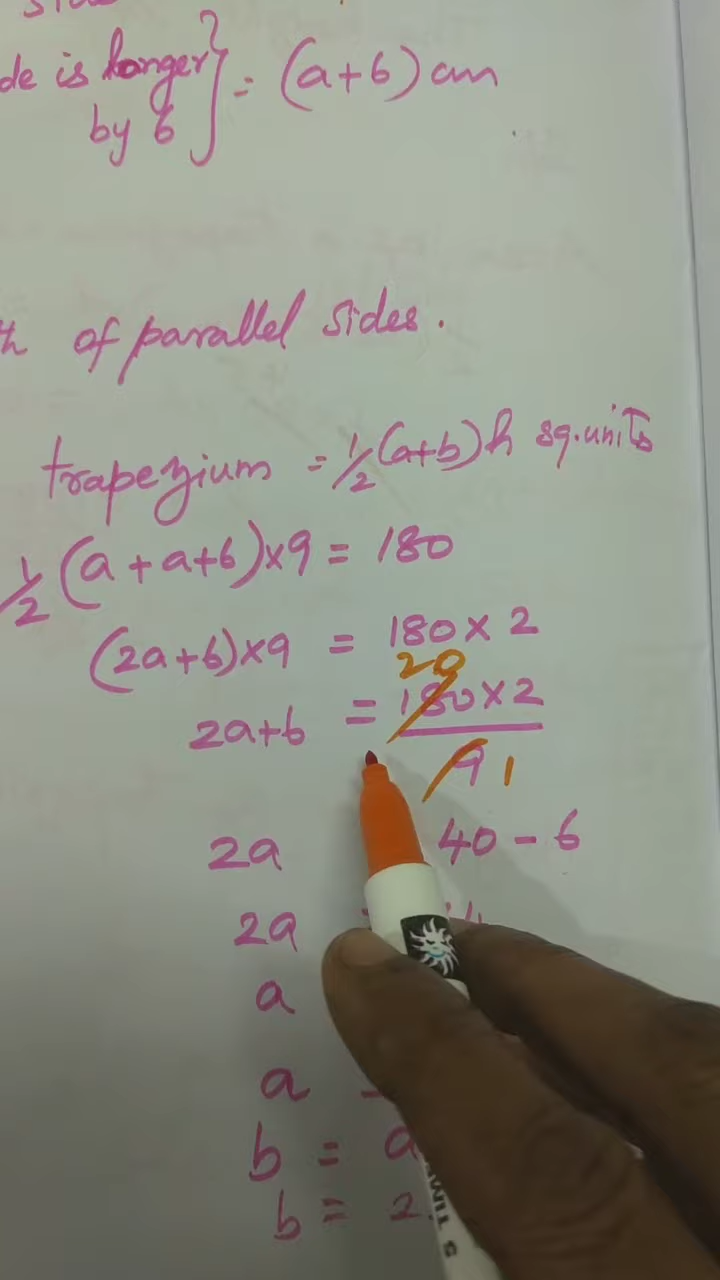 de is longer } = (a+6) cm
by 6
of parallel sides.
trapezium = 1/2 (a+b) h sq.units
1/2 (a + a+6) x 9 = 180
(2a+6) x 9 = 180 x 2
20
2a+6 = 180 x 2
9 1
2a 40 - 6
2a
a
a
b = a
b = 2